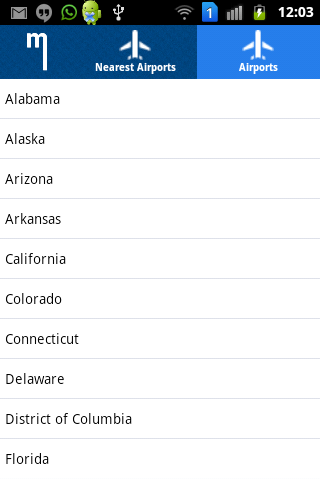 1
12:03
η
Nearest Airports
Airports
Alabama
Alaska
Arizona
Arkansas
California
Colorado
Connecticut
Delaware
District of Columbia
Florida